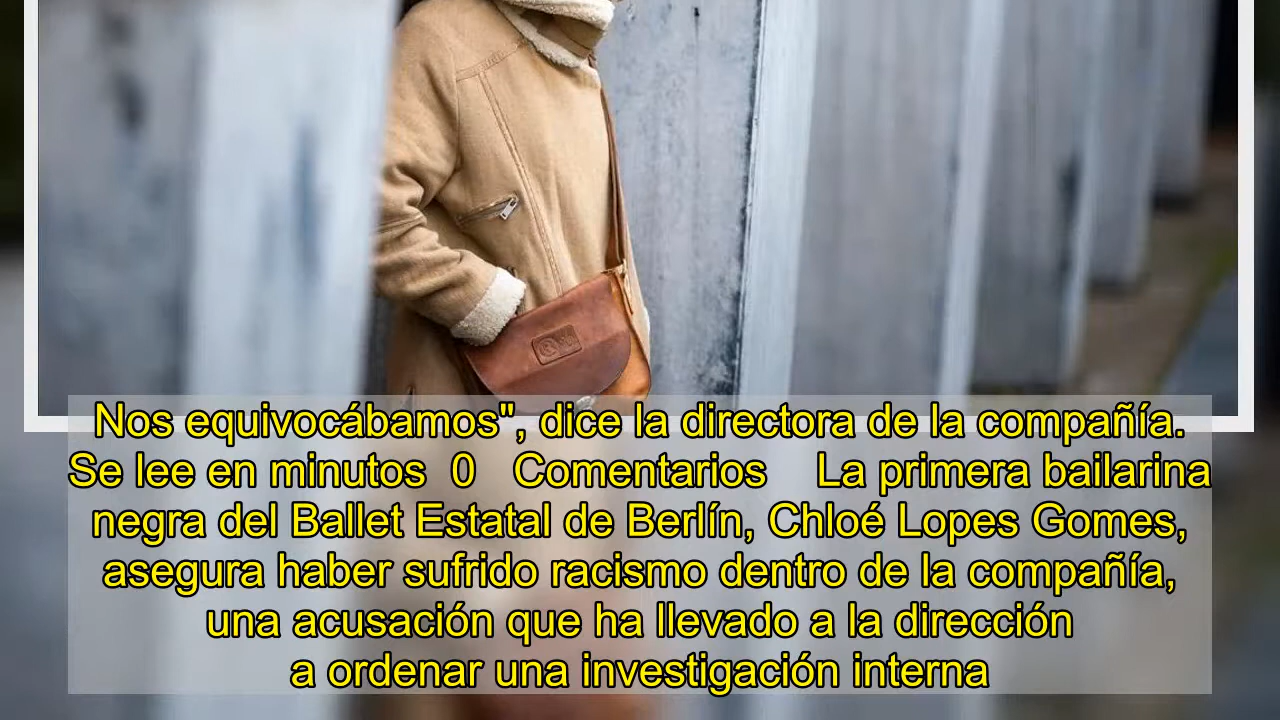 Nos equivocábamos", dice la directora de la compañía.
Se lee en minutos  0   Comentarios    La primera bailarina
negra del Ballet Estatal de Berlín, Chloé Lopes Gomes,
asegura haber sufrido racismo dentro de la compañía,
una acusación que ha llevado a la dirección
a ordenar una investigación interna